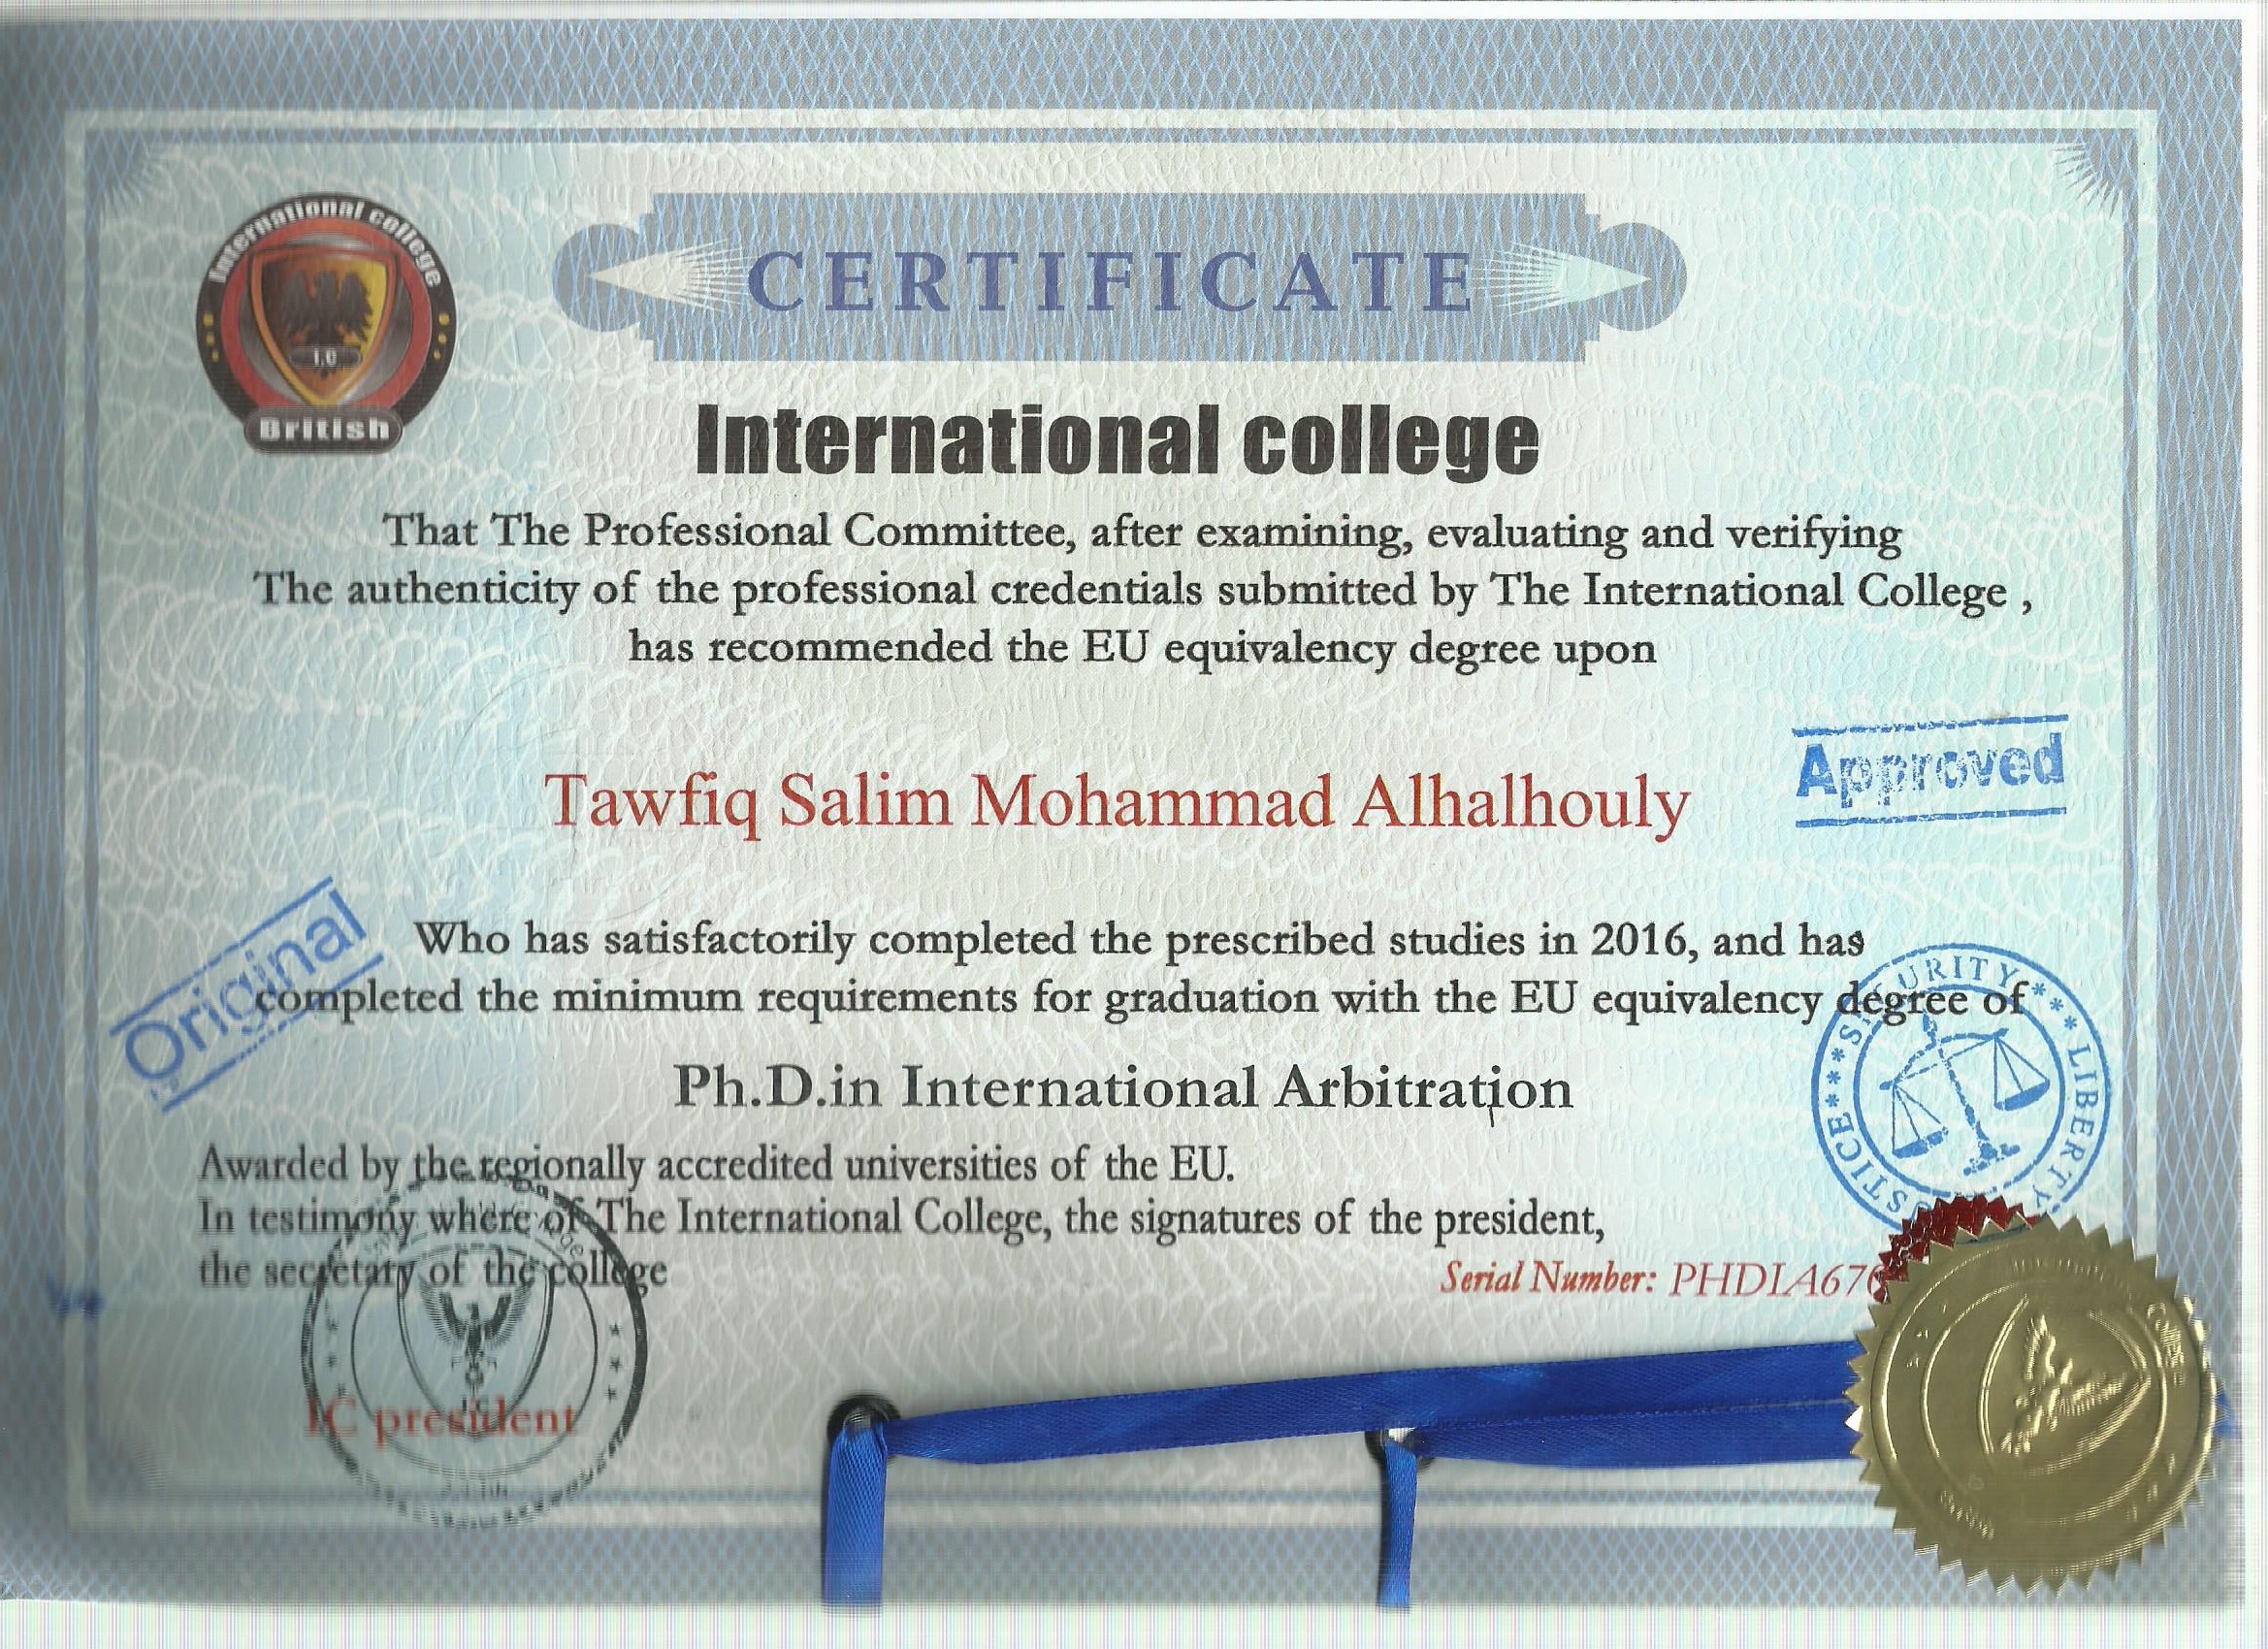 International college
I.C
British
CERTIFICATE
International college
That The Professional Committee, after examining, evaluating and verifying
The authenticity of the professional credentials submitted by The International College ,
has recommended the EU equivalency degree upon
Approved
Tawfiq Salim Mohammad Alhalhouly
Original
Who has satisfactorily completed the prescribed studies in 2016, and has
completed the minimum requirements for graduation with the EU equivalency degree of
Ph.D.in International Arbitration
SECURITY*** LIBERTY JUSTICE***
Awarded by the regionally accredited universities of the EU.
In testimony where of The International College, the signatures of the president,
the secretary of the college
Serial Number: PHDIA676
IC president